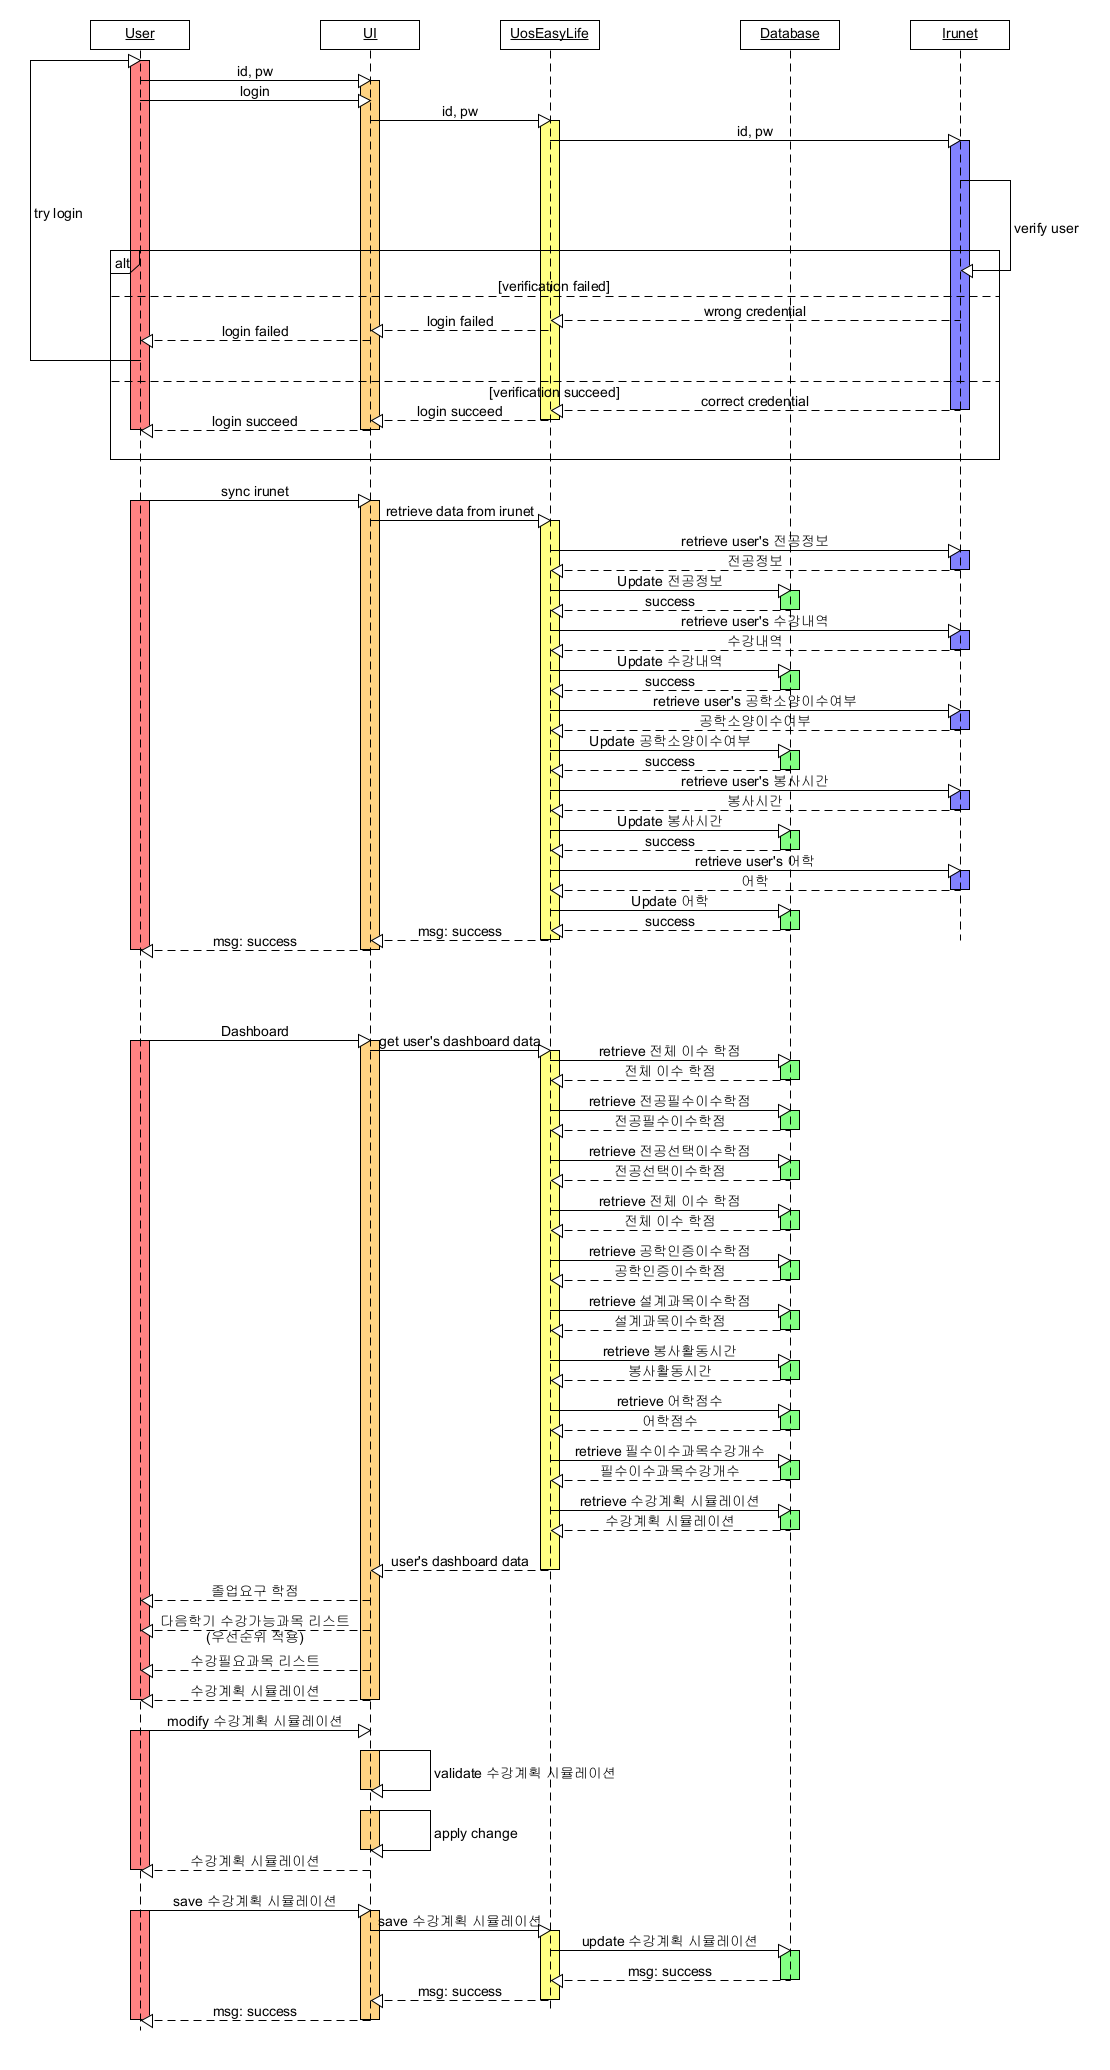 User
UI
UosEasyLife
Database
Irunet
id, pw
login
id, pw
id, pw
try login
verify user
alt
[verification failed]
wrong credential
login failed
login failed
[verification succeed]
correct credential
login succeed
login succeed
sync irunet
retrieve data from irunet
retrieve user's 전공정보
전공정보
Update 전공정보
success
retrieve user's 수강내역
수강내역
Update 수강내역
success
retrieve user's 공학소양이수여부
공학소양이수여부
Update 공학소양이수여부
success
retrieve user's 봉사시간
봉사시간
Update 봉사시간
success
retrieve user's 어학
어학
Update 어학
success
msg: success
msg: success
Dashboard
get user's dashboard data
retrieve 전체 이수 학점
전체 이수 학점
retrieve 전공필수이수학점
전공필수이수학점
retrieve 전공선택이수학점
전공선택이수학점
retrieve 전체 이수 학점
전체 이수 학점
retrieve 공학인증이수학점
공학인증이수학점
retrieve 설계과목이수학점
설계과목이수학점
retrieve 봉사활동시간
봉사활동시간
retrieve 어학점수
어학점수
retrieve 필수이수과목수강개수
필수이수과목수강개수
retrieve 수강계획 시뮬레이션
수강계획 시뮬레이션
user's dashboard data
졸업요구 학점
다음학기 수강가능과목 리스트
(우선순위 적용)
수강필요과목 리스트
수강계획 시뮬레이션
modify 수강계획 시뮬레이션
validate 수강계획 시뮬레이션
apply change
수강계획 시뮬레이션
save 수강계획 시뮬레이션
save 수강계획 시뮬레이션
update 수강계획 시뮬레이션
msg: success
msg: success
msg: success